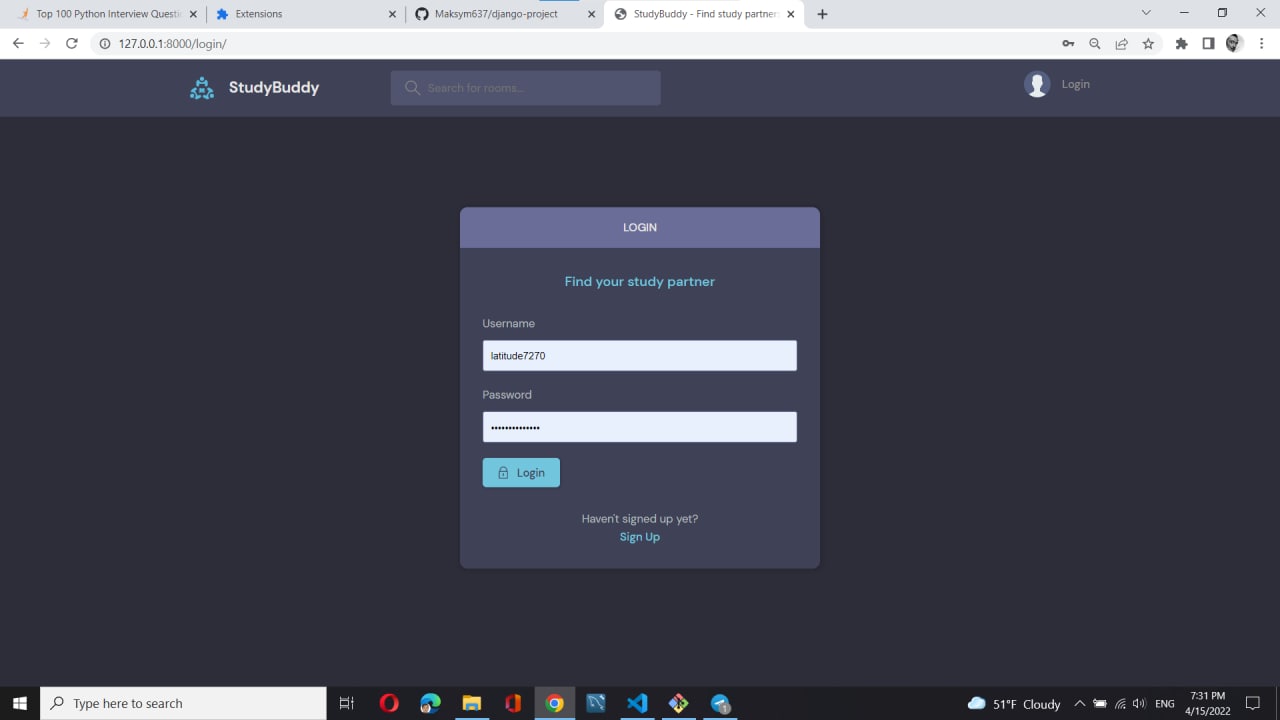 Top 100 Python Interview Questi
Extensions
Maksym637/django-project
StudyBuddy - Find study partner
127.0.0.1:8000/login/
StudyBuddy
Search for rooms...
Login
LOGIN
Find your study partner
Username
latitude7270
Password
••••••••••••••
Login
Haven't signed up yet?
Sign Up
Type here to search
51°F Cloudy
ENG
7:31 PM
4/15/2022